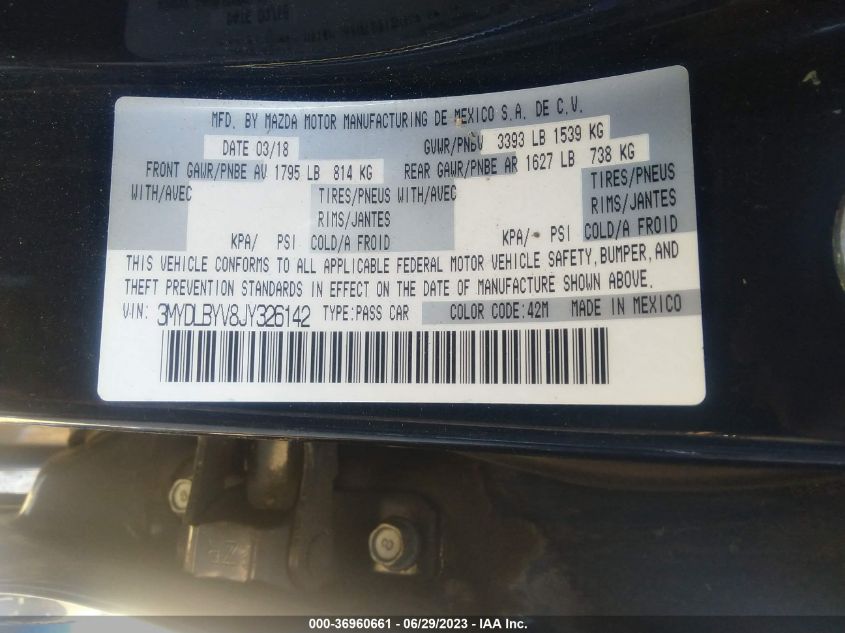 MFD. BY MAZDA MOTOR MANUFACTURING DE MEXICO S.A. DE C.V.
DATE 03/18 GVWR/PNBV 3393 LB 1539 KG
FRONT GAWR/PNBE AV 1795 LB 814 KG REAR GAWR/PNBE AR 1627 LB 738 KG
WITH/AVEC TIRES/PNEUS WITH/AVEC TIRES/PNEUS
RIMS/JANTES RIMS/JANTES
KPA/ PSI COLD/A FROID KPA/ PSI COLD/A FROID
THIS VEHICLE CONFORMS TO ALL APPLICABLE FEDERAL MOTOR VEHICLE SAFETY,BUMPER,AND
THEFT PREVENTION STANDARDS IN EFFECT ON THE DATE OF MANUFACTURE SHOWN ABOVE.
VIN: 3MYDLBYV8JY326142 TYPE:PASS CAR COLOR CODE:42M MADE IN MEXICO
8
000-36960661 - 06/29/2023 - IAA Inc.